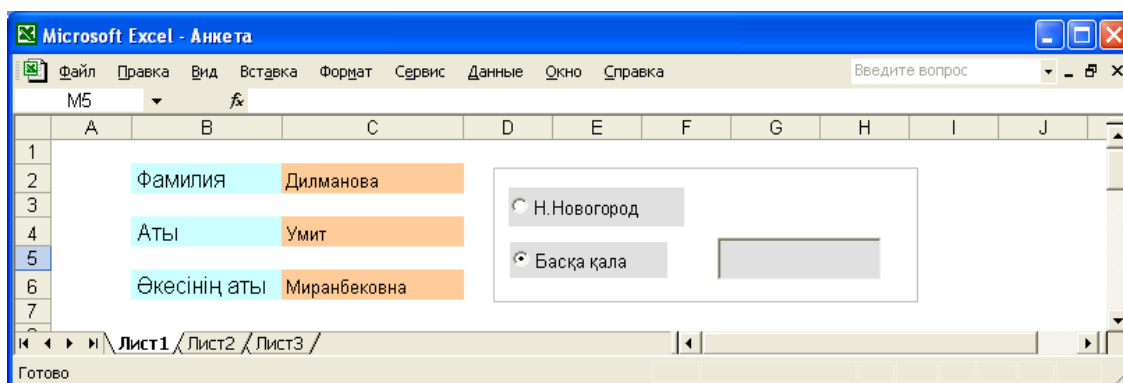 Microsoft Excel - Анкета
Файл Правка Вид Вставка Формат Сервис Данные Окно Справка Введите вопрос
M5 fx
A B C D E F G H I J
1
2 Фамилия Дилманова
3 Н.Новогород
4 Аты Умит
5 Басқа қала
6 Әкесінің аты Миранбековна
7
Лист1 Лист2 Лист3
Готово